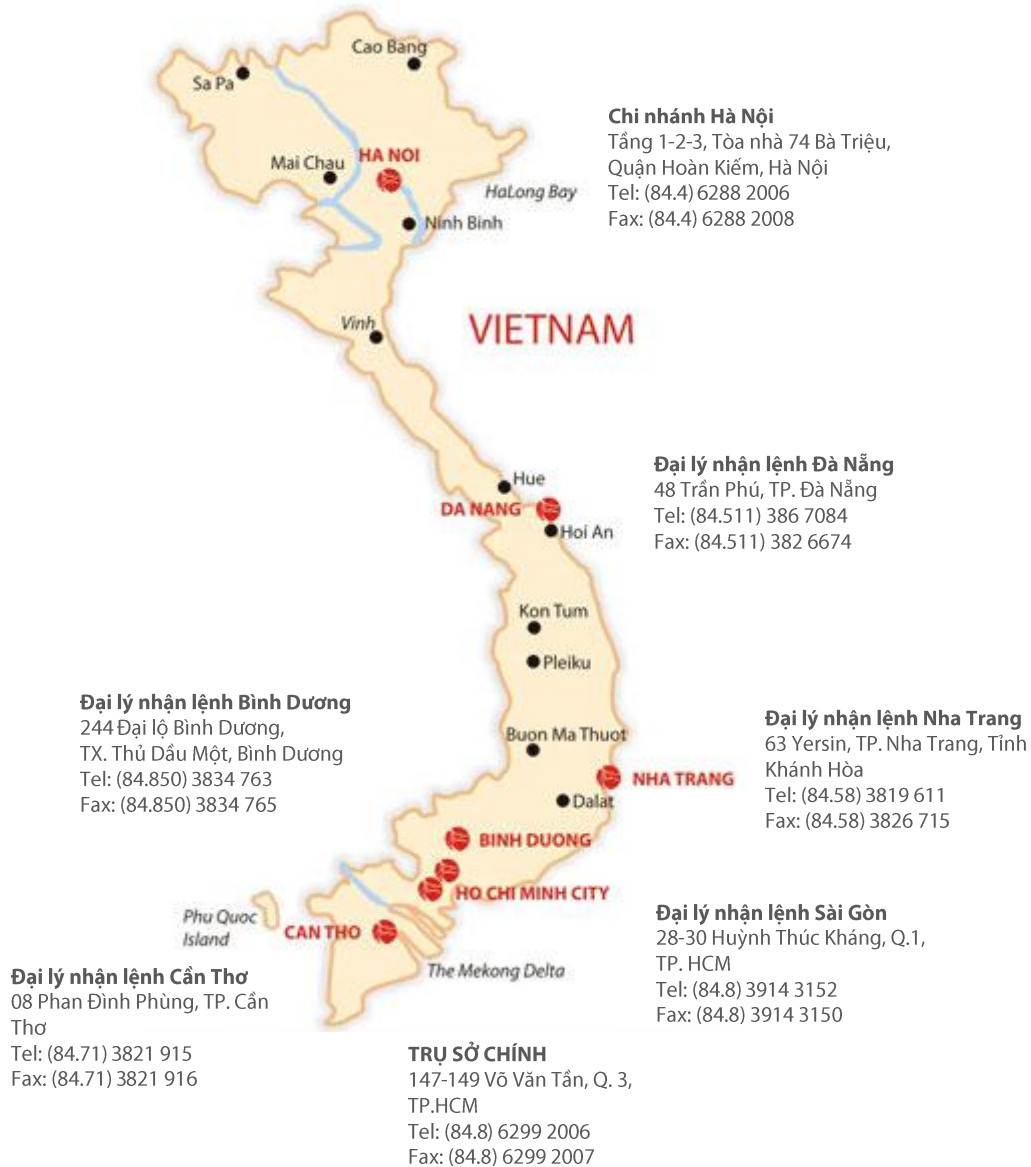 Cao Bang
Sa Pa
Chi nhánh Hà Nội
Tầng 1-2-3, Tòa nhà 74 Bà Triệu,
Quận Hoàn Kiếm, Hà Nội
Tel: (84.4) 6288 2006
Fax: (84.4) 6288 2008
HA NOI
Mai Chau
HaLong Bay
Ninh Binh
Vinh
VIETNAM
Đại lý nhận lệnh Đà Nẵng
48 Trần Phú, TP. Đà Nẵng
Tel: (84.511) 386 7084
Fax: (84.511) 382 6674
Hue
DA NANG
Hoi An
Kon Tum
Pleiku
Đại lý nhận lệnh Bình Dương
244 Đại lộ Bình Dương,
TX. Thủ Dầu Một, Bình Dương
Tel: (84.850) 3834 763
Fax: (84.850) 3834 765
Buon Ma Thuot
Đại lý nhận lệnh Nha Trang
63 Yersin, TP. Nha Trang, Tỉnh
Khánh Hòa
Tel: (84.58) 3819 611
Fax: (84.58) 3826 715
NHA TRANG
Dalat
BINH DUONG
HO CHI MINH CITY
Phu Quoc
Island
CAN THO
The Mekong Delta
Đại lý nhận lệnh Sài Gòn
28-30 Huỳnh Thúc Kháng, Q.1,
TP. HCM
Tel: (84.8) 3914 3152
Fax: (84.8) 3914 3150
Đại lý nhận lệnh Cần Thơ
08 Phan Đình Phùng, TP. Cần
Thơ
Tel: (84.71) 3821 915
Fax: (84.71) 3821 916
TRỤ SỞ CHÍNH
147-149 Võ Văn Tần, Q. 3,
TP.HCM
Tel: (84.8) 6299 2006
Fax: (84.8) 6299 2007